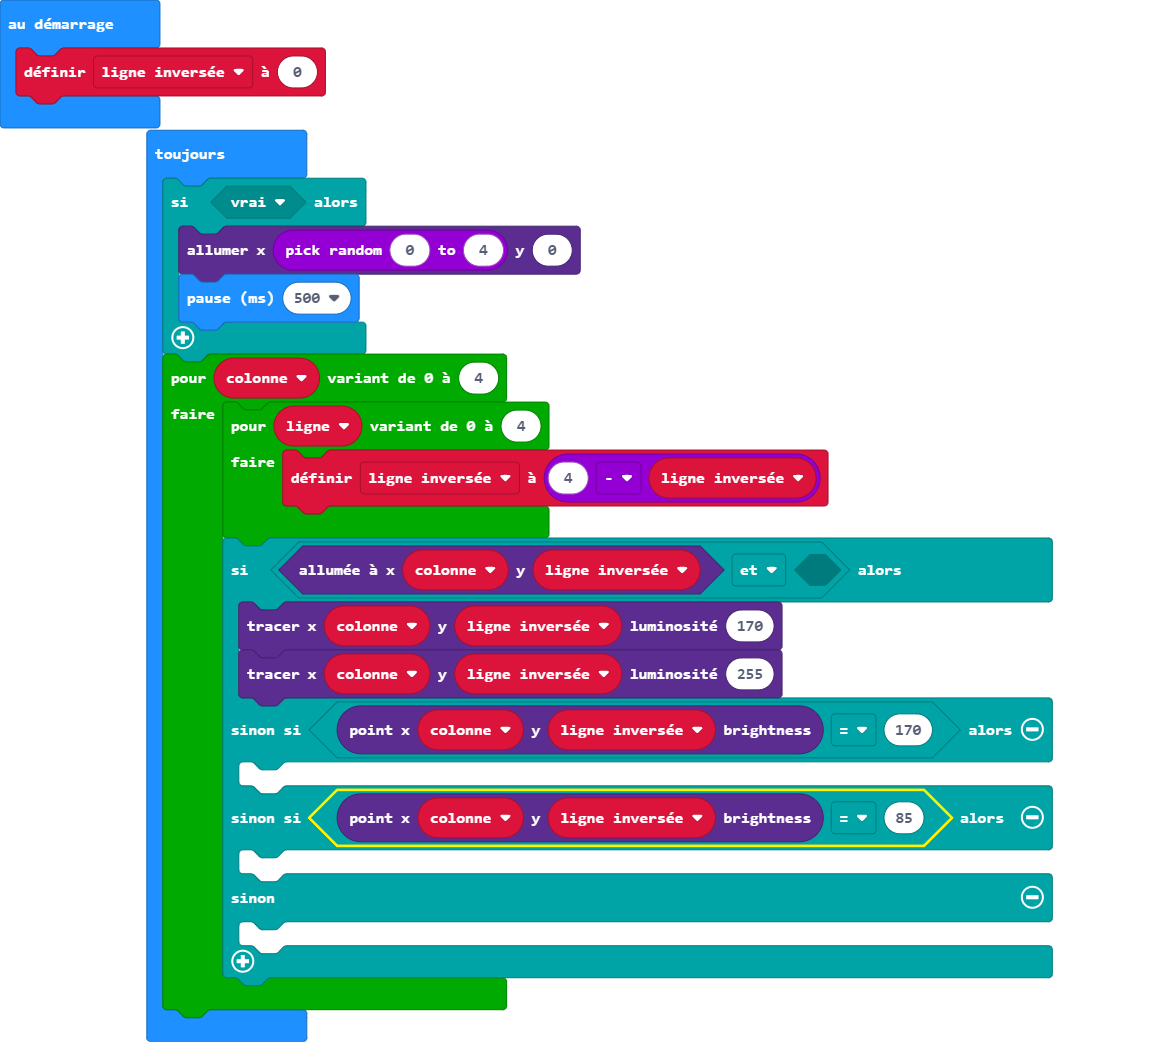 au démarrage
définir ligne inversée à 0
toujours
si vrai alors
allumer x pick random 0 to 4 y 0
pause (ms) 500
pour colonne variant de 0 à 4
faire
pour ligne variant de 0 à 4
faire
définir ligne inversée à 4 - ligne inversée
si allumée à x colonne y ligne inversée et alors
tracer x colonne y ligne inversée luminosité 170
tracer x colonne y ligne inversée luminosité 255
sinon si point x colonne y ligne inversée brightness = 170 alors
sinon si point x colonne y ligne inversée brightness = 85 alors
sinon